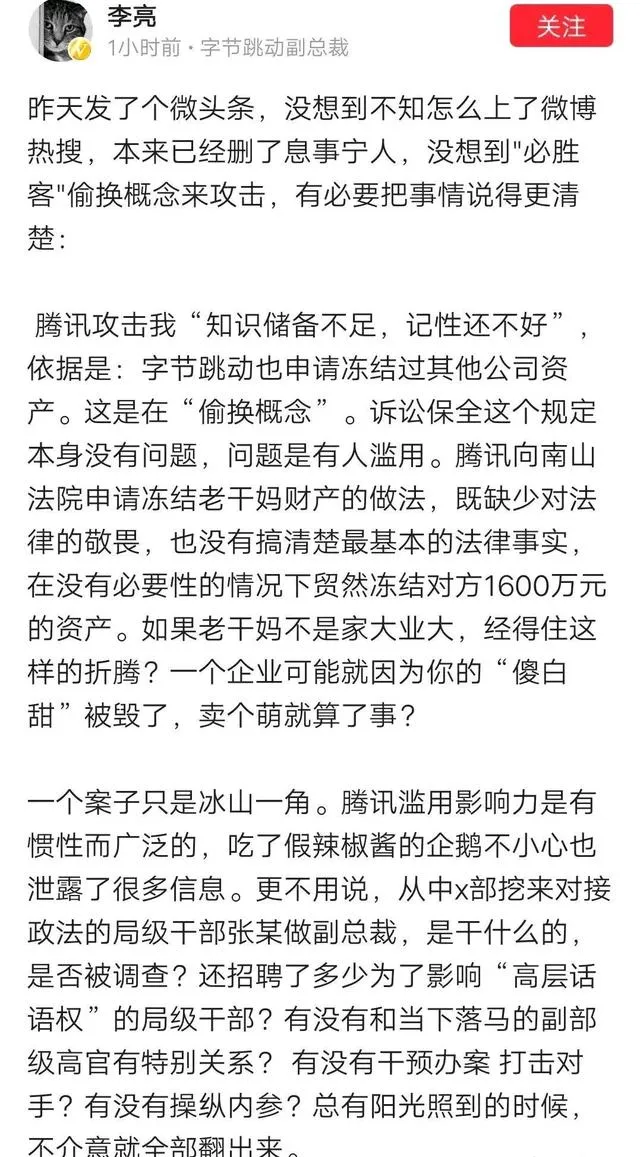 李亮
关注
1小时前·字节跳动副总裁
昨天发了个微头条，没想到不知怎么上了微博
热搜，本来已经删了息事宁人，没想到"必胜
客"偷换概念来攻击，有必要把事情说得更清
楚：
腾讯攻击我“知识储备不足，记性还不好”，
依据是：字节跳动也申请冻结过其他公司资
产。这是在“偷换概念”。诉讼保全这个规定
本身没有问题，问题是有人滥用。腾讯向南山
法院申请冻结老干妈财产的做法，既缺少对法
律的敬畏，也没有搞清楚最基本的法律事实，
在没有必要性的情况下贸然冻结对方1600万元
的资产。如果老干妈不是家大业大，经得住这
样的折腾？一个企业可能就因为你的“傻白
甜”被毁了，卖个萌就算了事？
一个案子只是冰山一角。腾讯滥用影响力是有
惯性而广泛的，吃了假辣椒酱的企鹅不小心也
泄露了很多信息。更不用说，从中x部挖来对接
政法的局级干部张某做副总裁，是干什么的，
是否被调查？还招聘了多少为了影响“高层话
语权”的局级干部？有没有和当下落马的副部
级高官有特别关系？ 有没有干预办案 打击对
手？有没有操纵内参？总有阳光照到的时候，
不介意就全部翻出来。